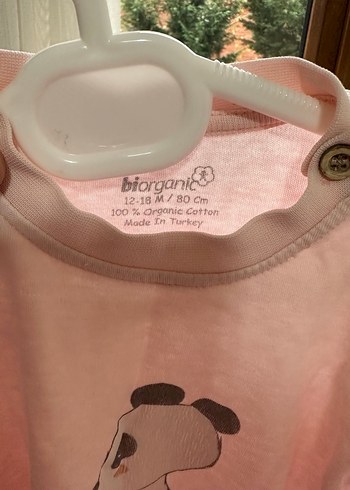 biorganic
12-18 M / 80 Cm
100 % Organic Cotton
Made In Turkey